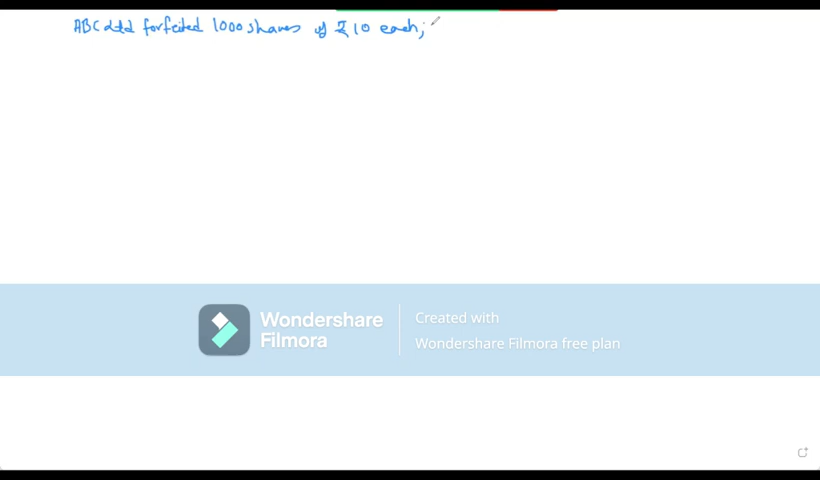 ABC Ltd forfeited 1000 shares of ₹ 10 each;
Wondershare
Filmora
Created with
Wondershare Filmora free plan